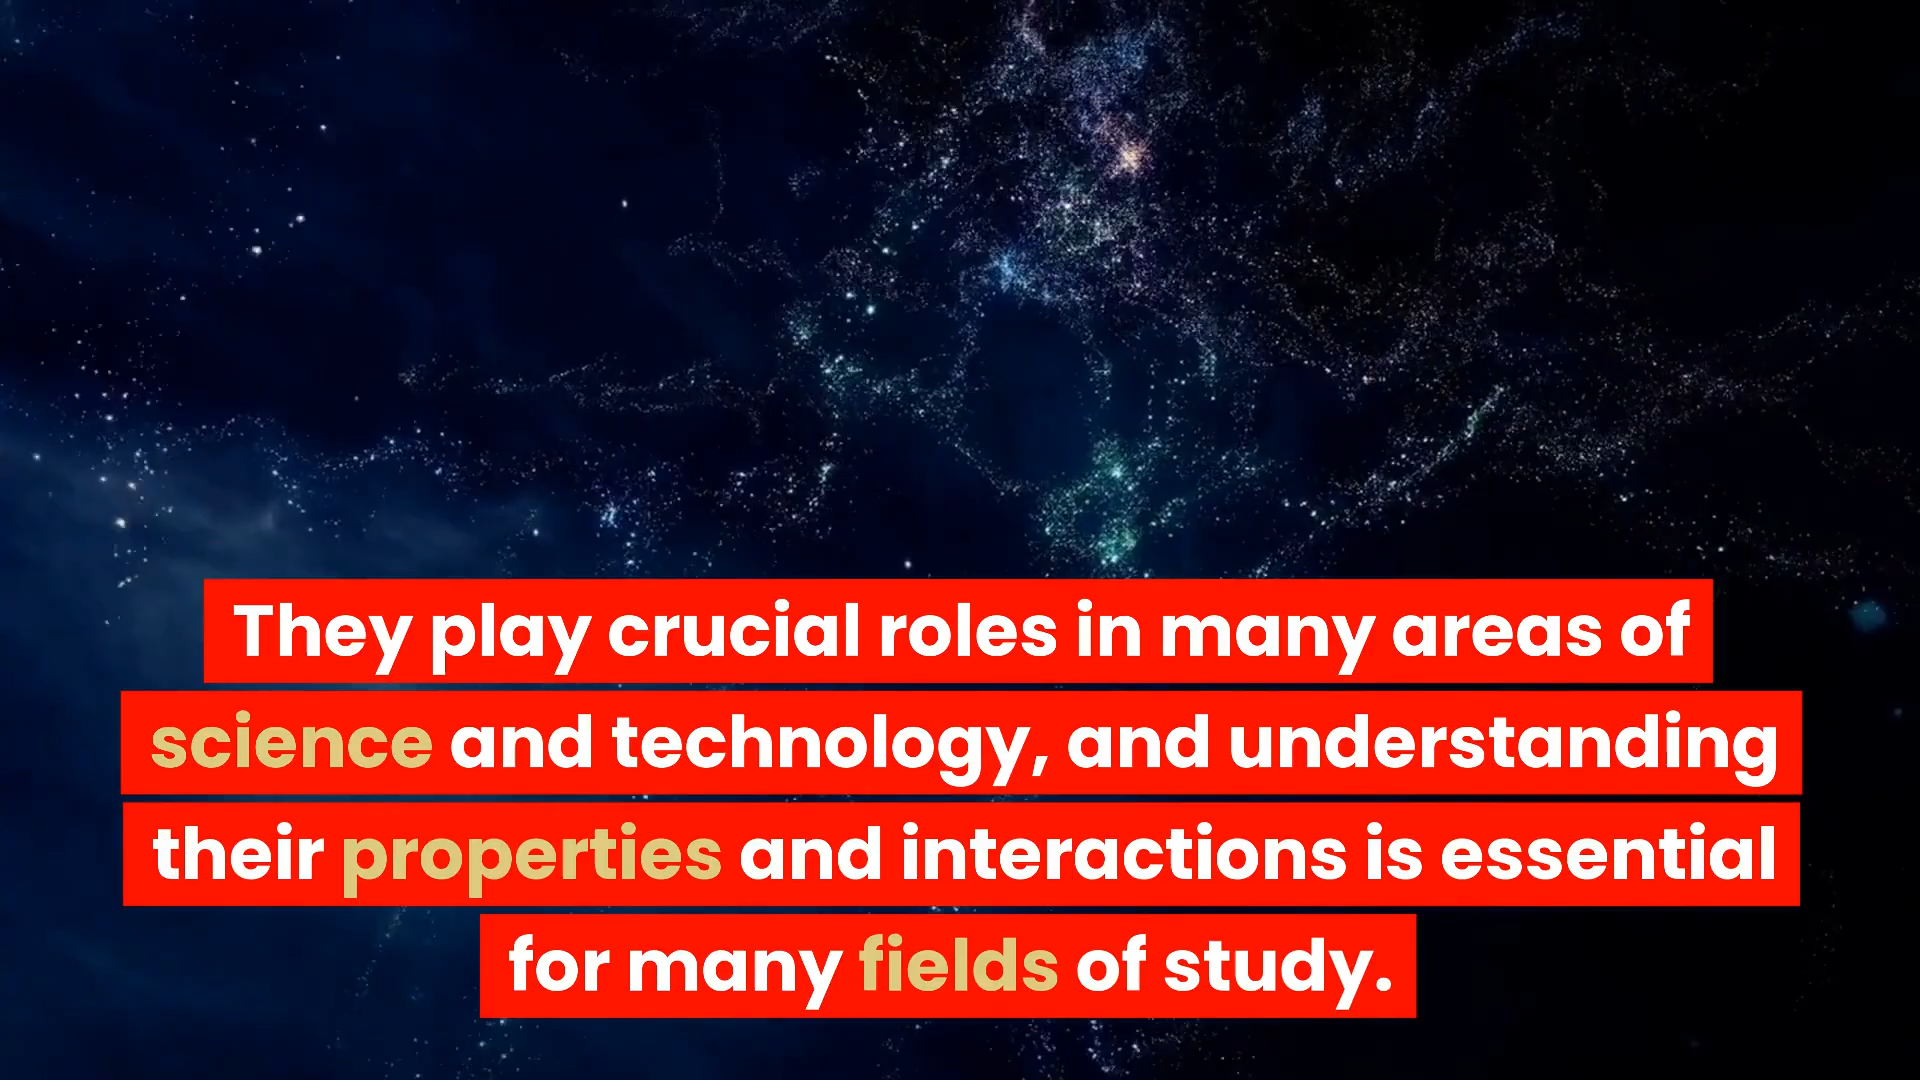 They play crucial roles in many areas of
science and technology, and understanding
their properties and interactions is essential
for many fields of study.